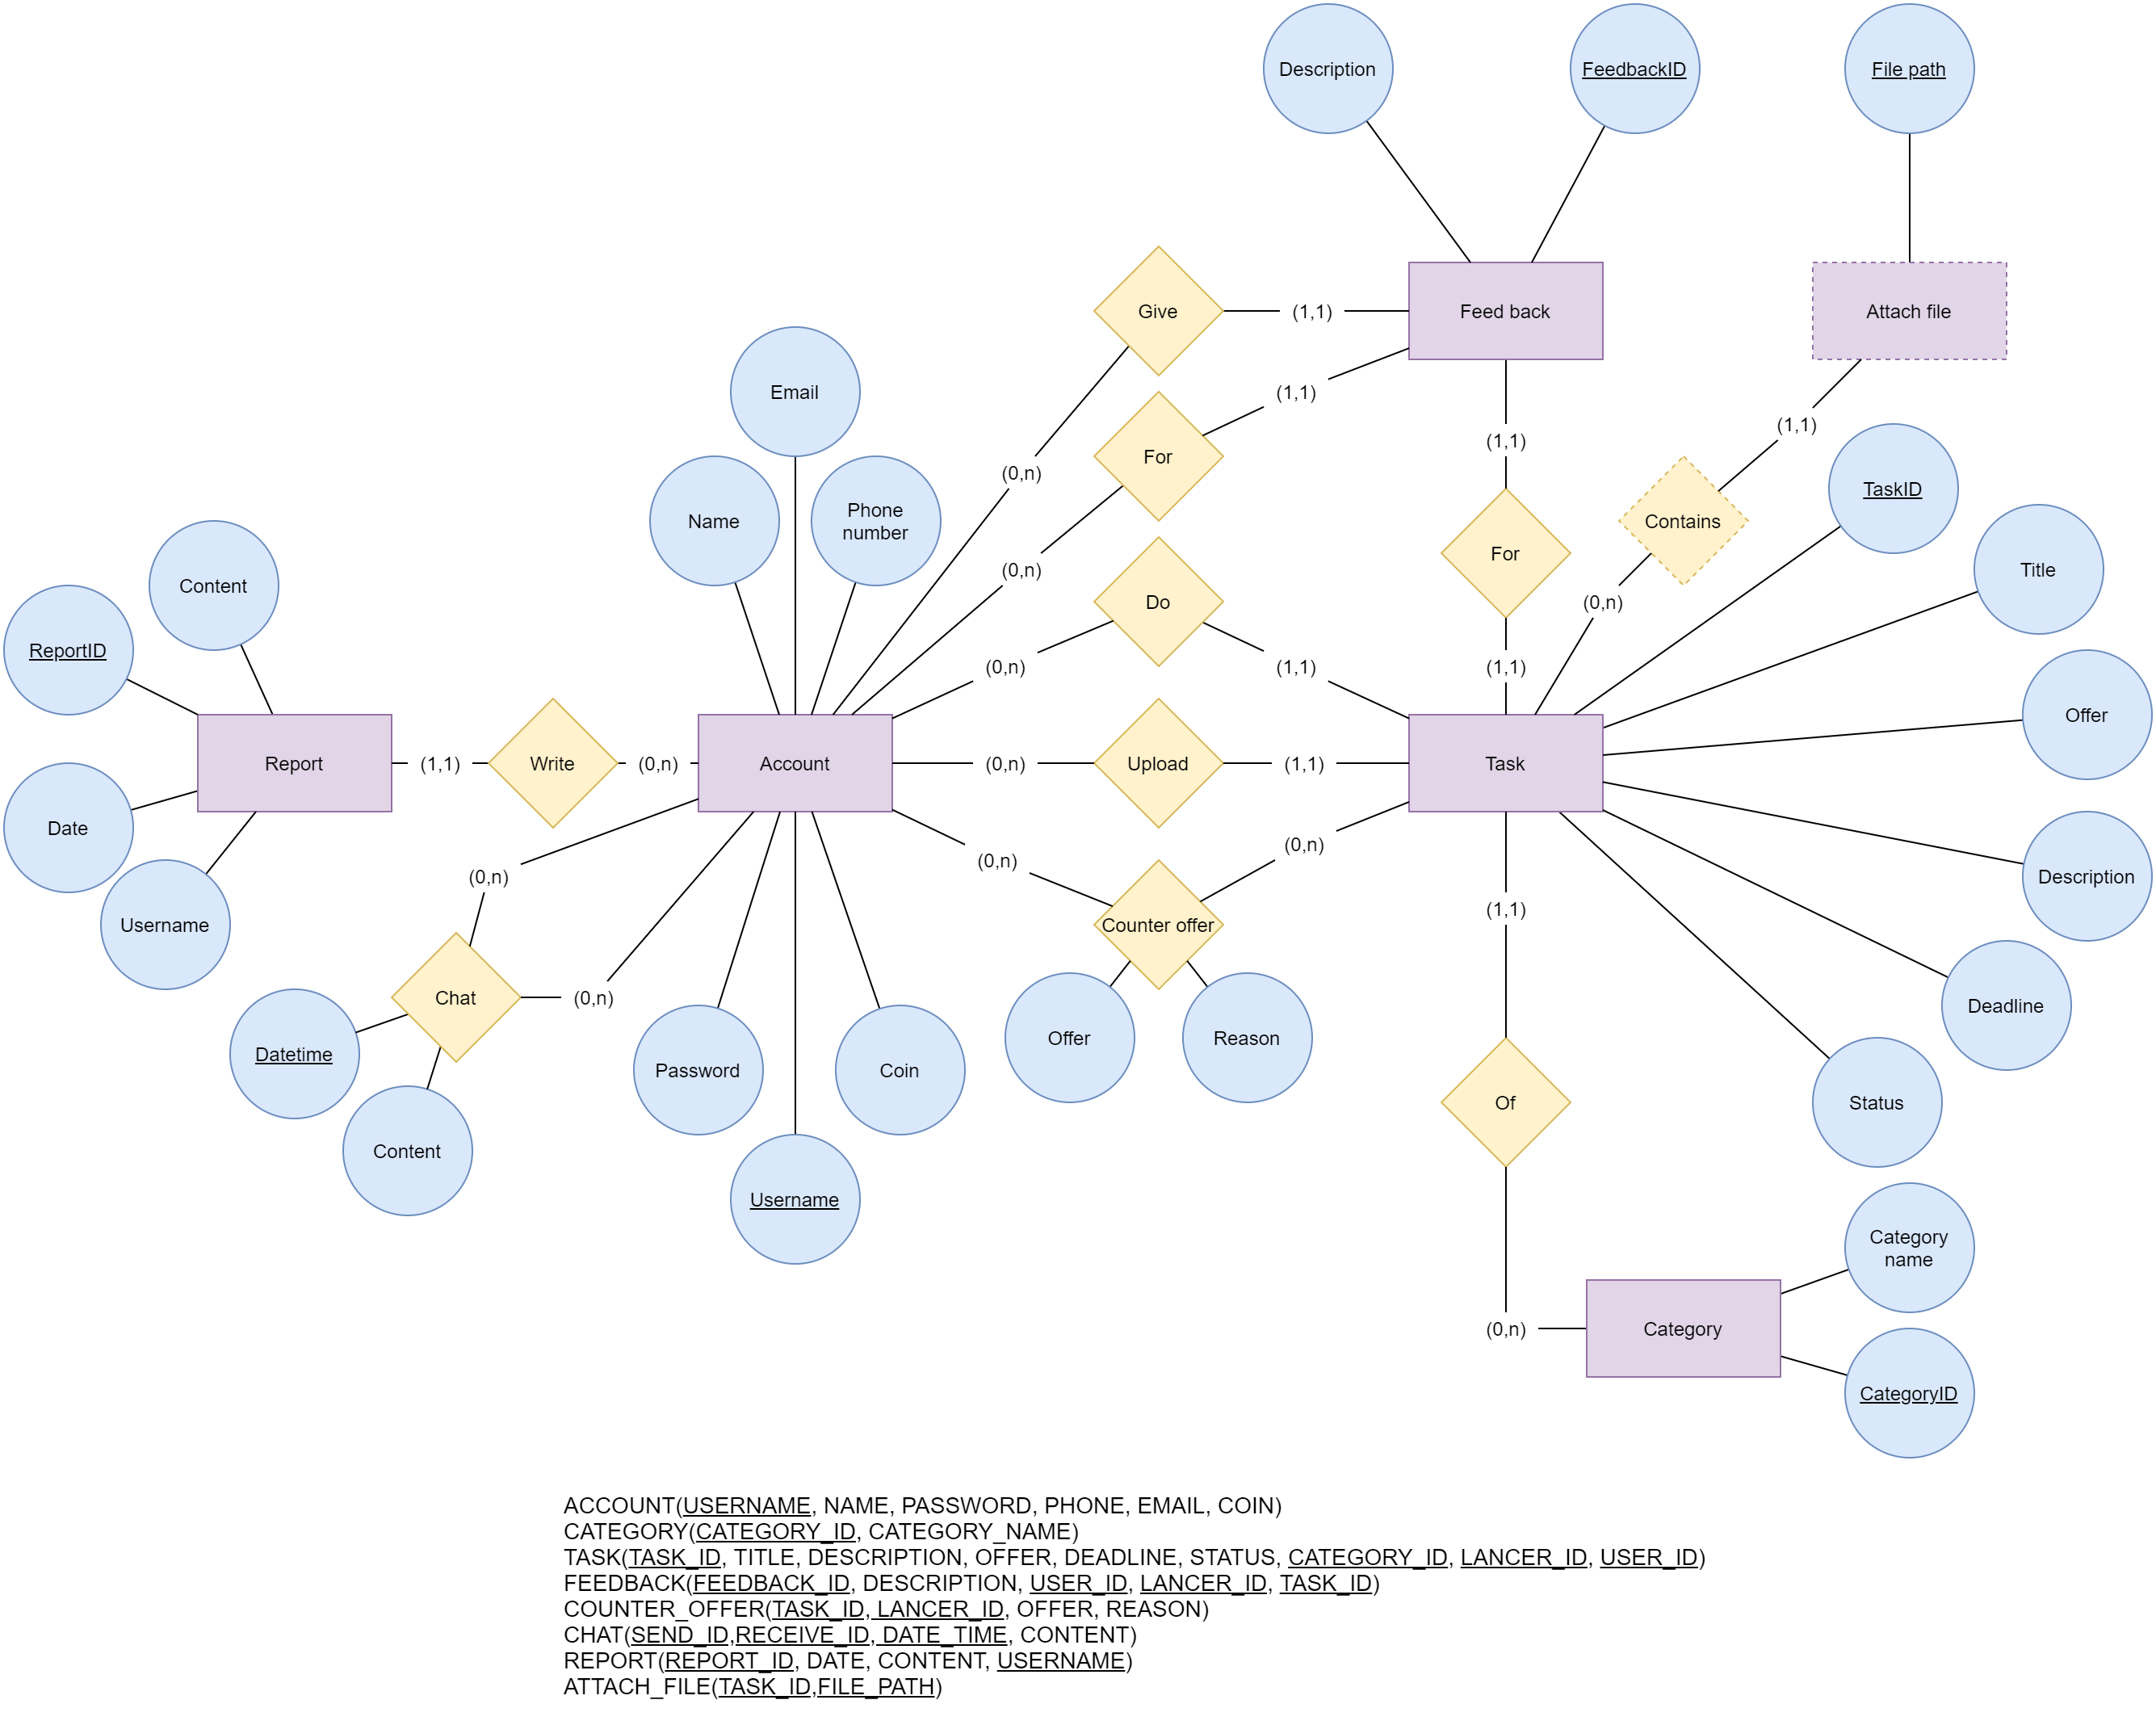 Description
FeedbackID
File path
Give
(1,1)
Feed back
Attach file
Email
(1,1)
(1,1)
(1,1)
For
(0,n)
TaskID
Name
Phone
number
Contains
For
(0,n)
Title
Content
Do
(0,n)
ReportID
(0,n)
(1,1)
(1,1)
Offer
Report
(1,1)
Write
(0,n)
Account
(0,n)
Upload
(1,1)
Task
Date
(0,n)
(0,n)
(0,n)
Description
Username
Counter offer
(1,1)
Chat
(0,n)
Deadline
Datetime
Offer
Reason
Password
Coin
Of
Status
Content
Username
Category
name
(0,n)
Category
CategoryID
ACCOUNT(USERNAME, NAME, PASSWORD, PHONE, EMAIL, COIN)
CATEGORY(CATEGORY_ID, CATEGORY_NAME)
TASK(TASK_ID, TITLE, DESCRIPTION, OFFER, DEADLINE, STATUS, CATEGORY_ID, LANCER_ID, USER_ID)
FEEDBACK(FEEDBACK_ID, DESCRIPTION, USER_ID, LANCER_ID, TASK_ID)
COUNTER_OFFER(TASK_ID, LANCER_ID, OFFER, REASON)
CHAT(SEND_ID,RECEIVE_ID, DATE_TIME, CONTENT)
REPORT(REPORT_ID, DATE, CONTENT, USERNAME)
ATTACH_FILE(TASK_ID,FILE_PATH)